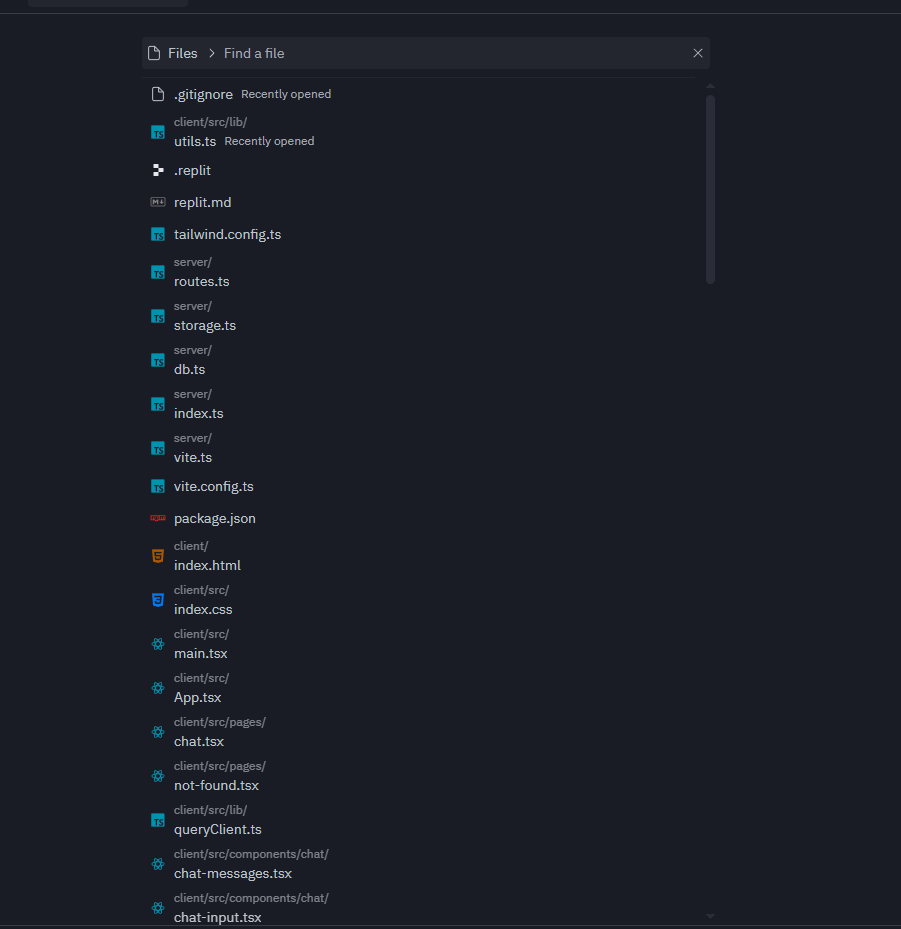 Files > Find a file
.gitignore Recently opened
client/src/lib/
utils.ts Recently opened
.replit
replit.md
tailwind.config.ts
server/
routes.ts
server/
storage.ts
server/
db.ts
server/
index.ts
server/
vite.ts
vite.config.ts
package.json
client/
index.html
client/src/
index.css
client/src/
main.tsx
client/src/
App.tsx
client/src/pages/
chat.tsx
client/src/pages/
not-found.tsx
client/src/lib/
queryClient.ts
client/src/components/chat/
chat-messages.tsx
client/src/components/chat/
chat-input.tsx